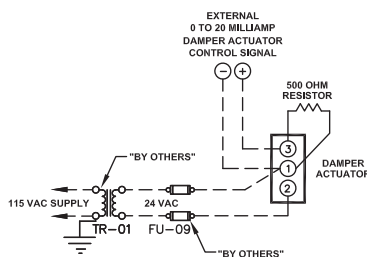 EXTERNAL
0 TO 20 MILLIAMP
DAMPER ACTUATOR
CONTROL SIGNAL
− +
500 OHM
RESISTOR
3
"BY OTHERS"
1
DAMPER
ACTUATOR
2
115 VAC SUPPLY
24 VAC
TR-01
FU-09
"BY OTHERS"